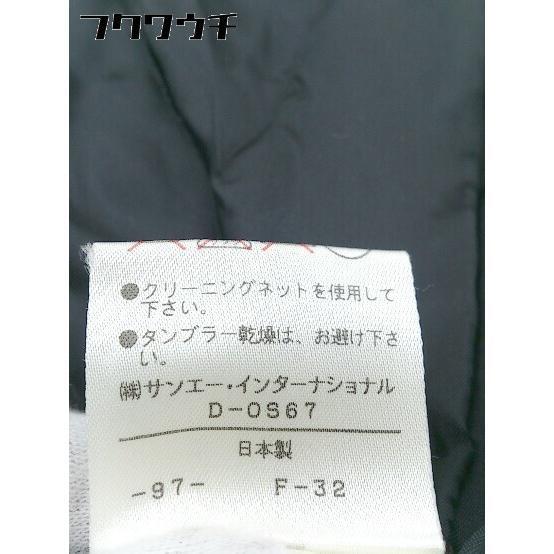 フクワウチ
●クリーニングネットを使用して
下さい。
●タンブラー乾燥は、お避け下さ
い。
㈱サンエー・インターナショナル
D-0S67
日本製
-97- F-32